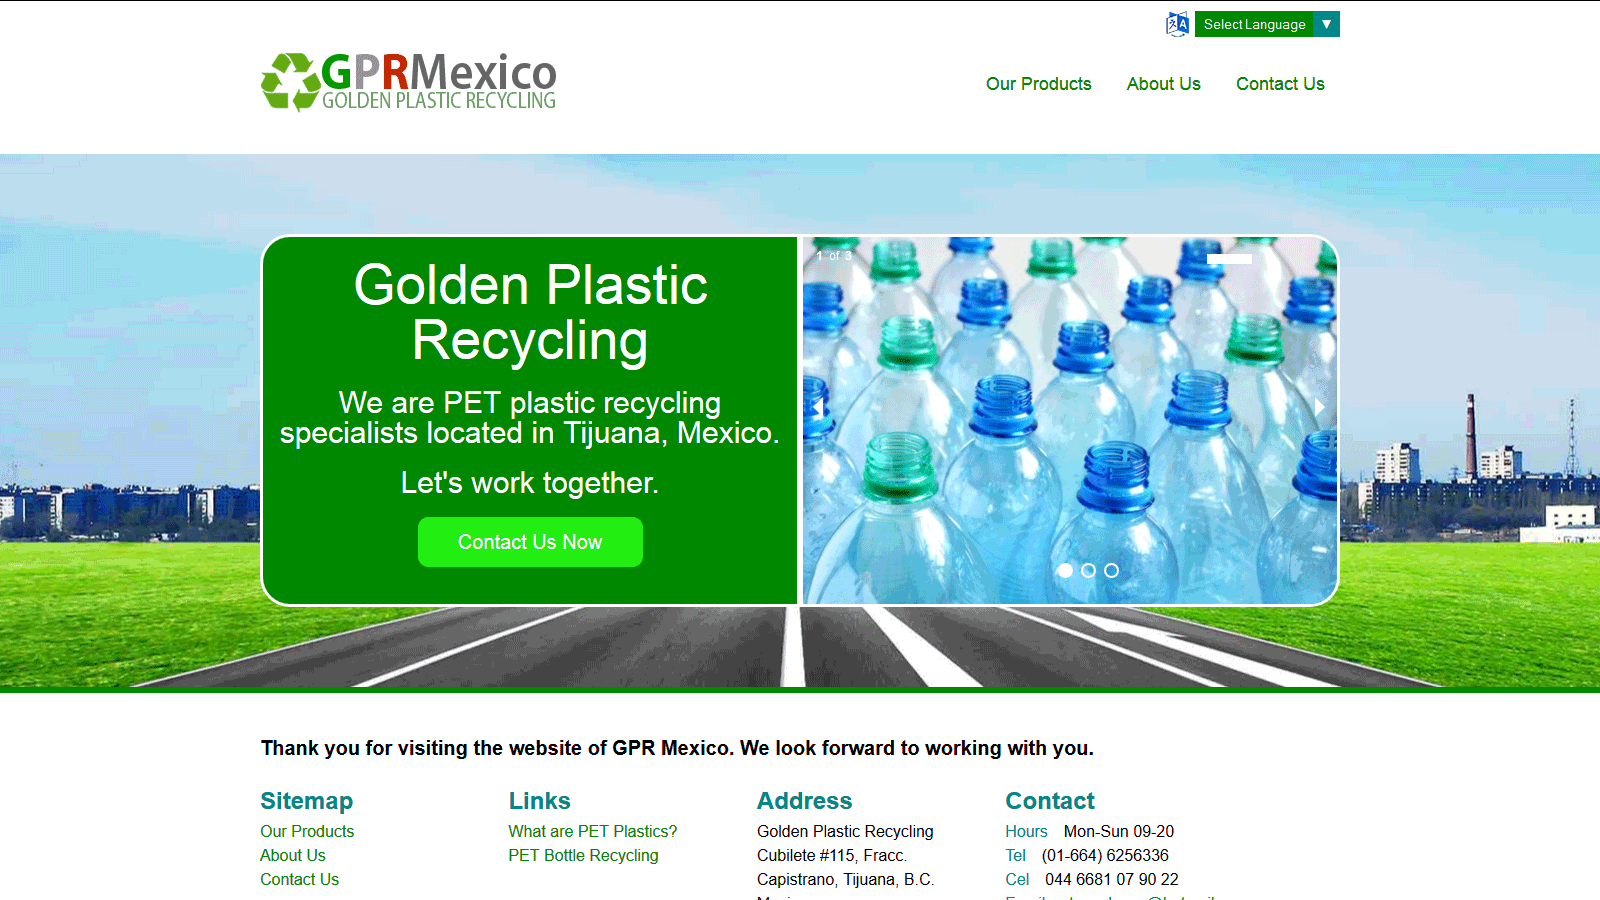 Select Language ▼
GPRMexico
GOLDEN PLASTIC RECYCLING
Our Products
About Us
Contact Us
Golden Plastic
Recycling
We are PET plastic recycling
specialists located in Tijuana, Mexico.
Let's work together.
Contact Us Now
1 of 3
Thank you for visiting the website of GPR Mexico. We look forward to working with you.
Sitemap
Our Products
About Us
Contact Us
Links
What are PET Plastics?
PET Bottle Recycling
Address
Golden Plastic Recycling
Cubilete #115, Fracc.
Capistrano, Tijuana, B.C.
Contact
Hours Mon-Sun 09-20
Tel (01-664) 6256336
Cel 044 6681 07 90 22